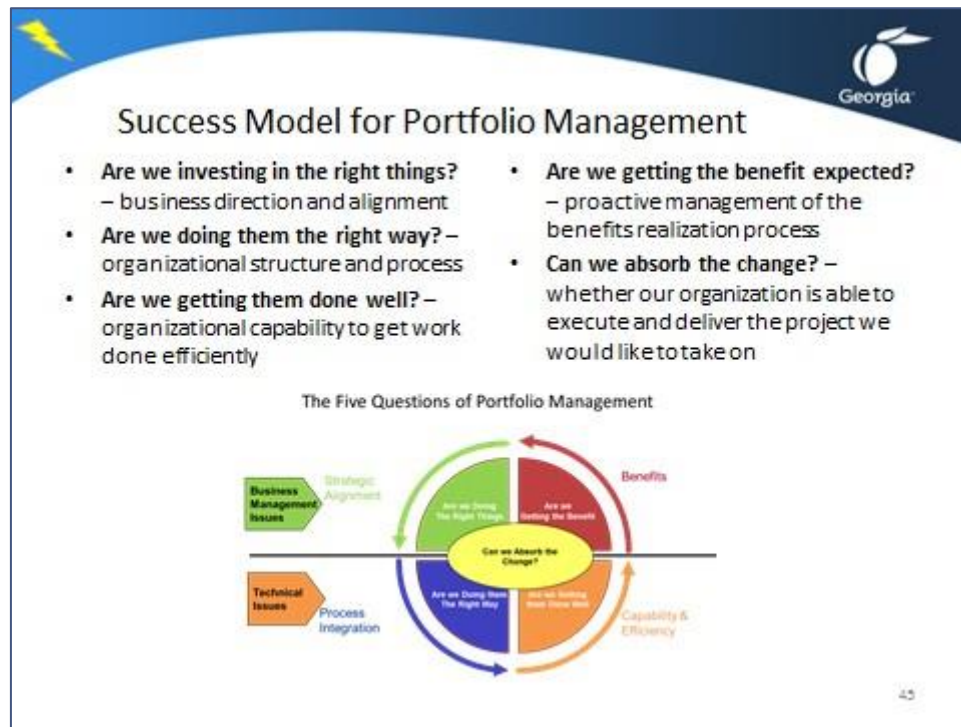 Georgia
Success Model for Portfolio Management
• Are we investing in the right things?
– business direction and alignment
• Are we doing them the right way? –
organizational structure and process
• Are we getting them done well? –
organizational capability to get work
done efficiently
• Are we getting the benefit expected?
– proactive management of the
benefits realization process
• Can we absorb the change? –
whether our organization is able to
execute and deliver the project we
would like to take on
The Five Questions of Portfolio Management
Business
Management
Issues
Strategic
Alignment
Are we Doing
The Right Things
Are we
Getting the Benefit
Benefits
Can we Absorb the
Change?
Technical
Issues
Process
Integration
Are we Doing them
The Right Way
Are we Getting
them Done Well
Capability &
Efficiency
45